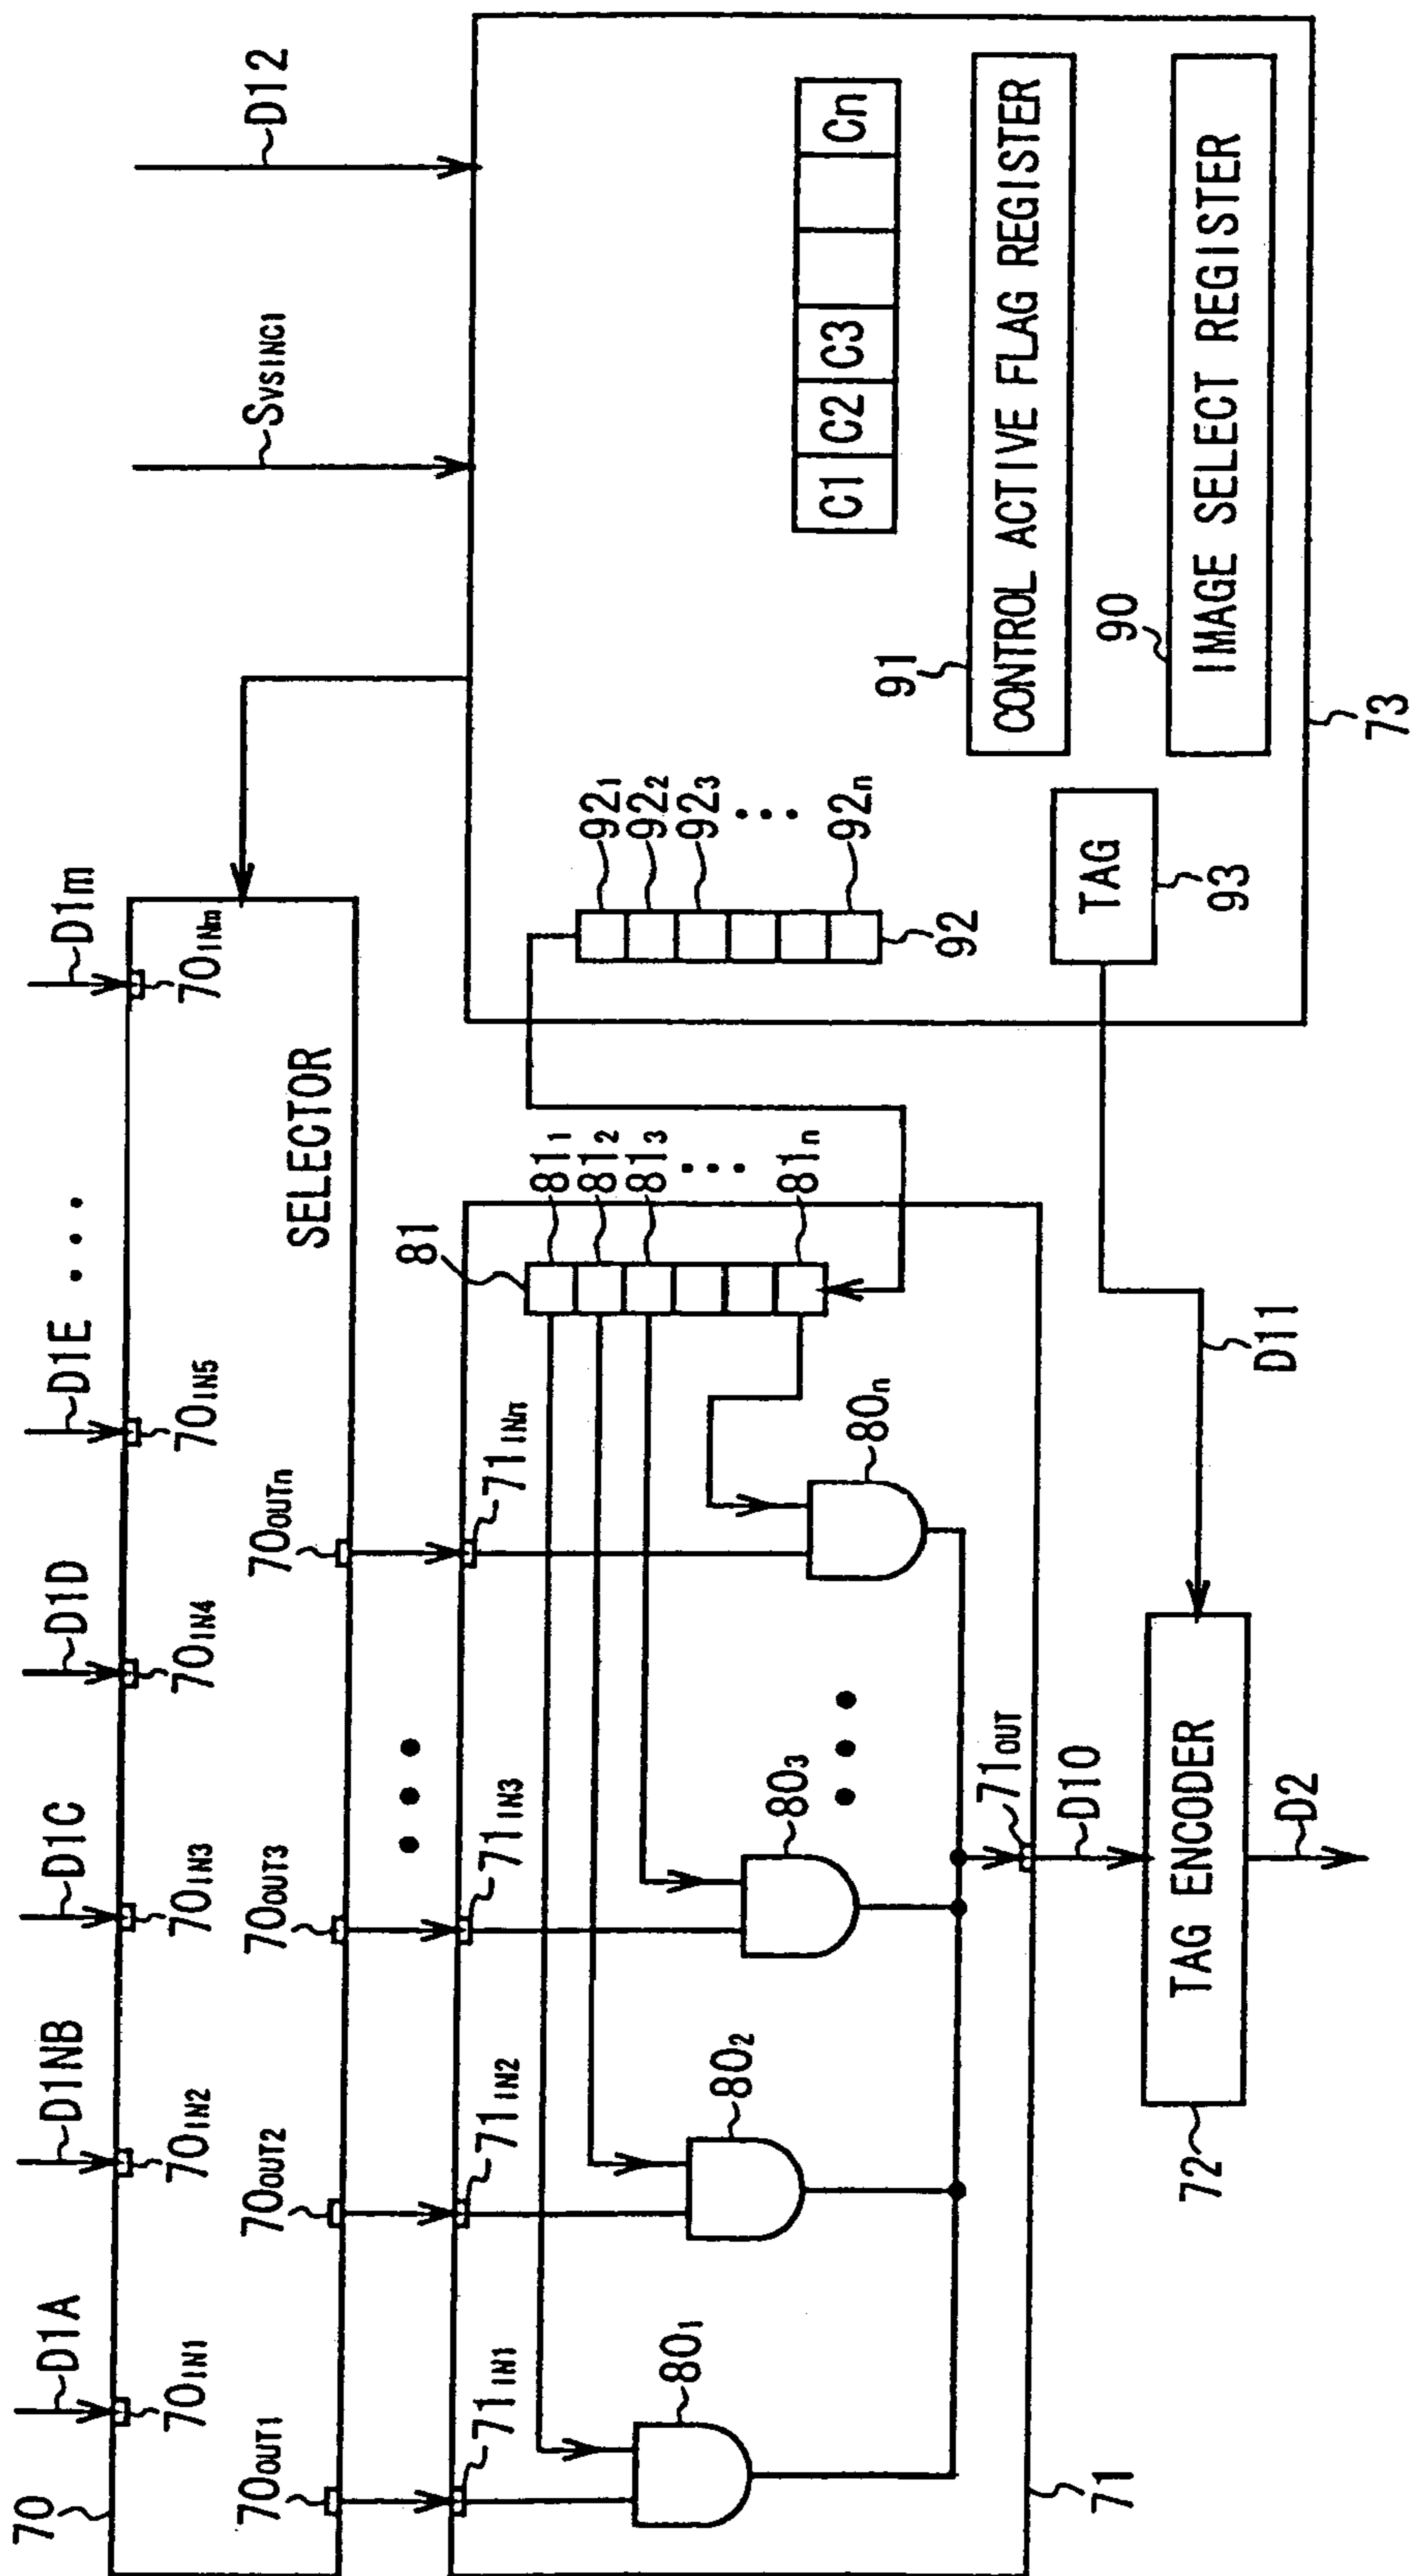 70
D1A
D1NB
D1C
D1D
D1E
D1m
70IN1
70IN2
70IN3
70IN4
70IN5
70INm
SELECTOR
70OUT1
70OUT2
70OUT3
70OUTn
SVSINC1
D12
71IN1
71IN2
71IN3
71INn
81
811
812
813
81n
801
802
803
80n
71
71OUT
D10
TAG ENCODER
72
D2
D11
921
922
923
92n
92
C1
C2
C3
Cn
91
CONTROL ACTIVE FLAG REGISTER
90
IMAGE SELECT REGISTER
TAG
93
73